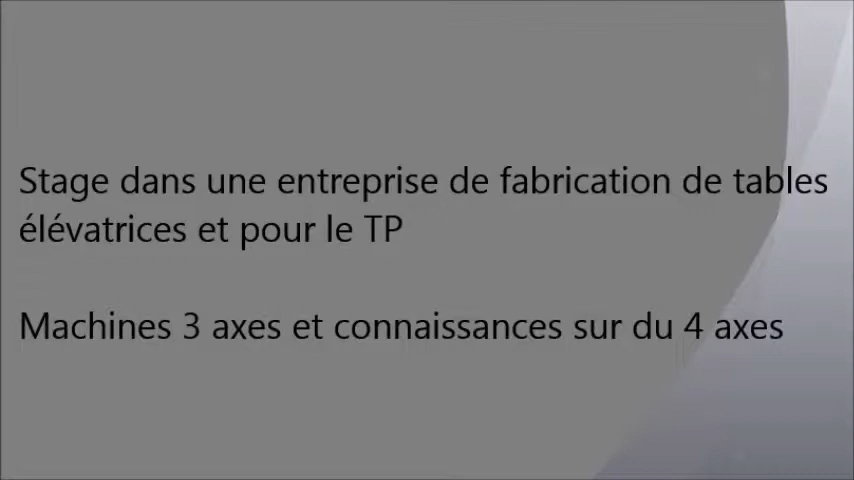 Stage dans une entreprise de fabrication de tables
élévatrices et pour le TP
Machines 3 axes et connaissances sur du 4 axes